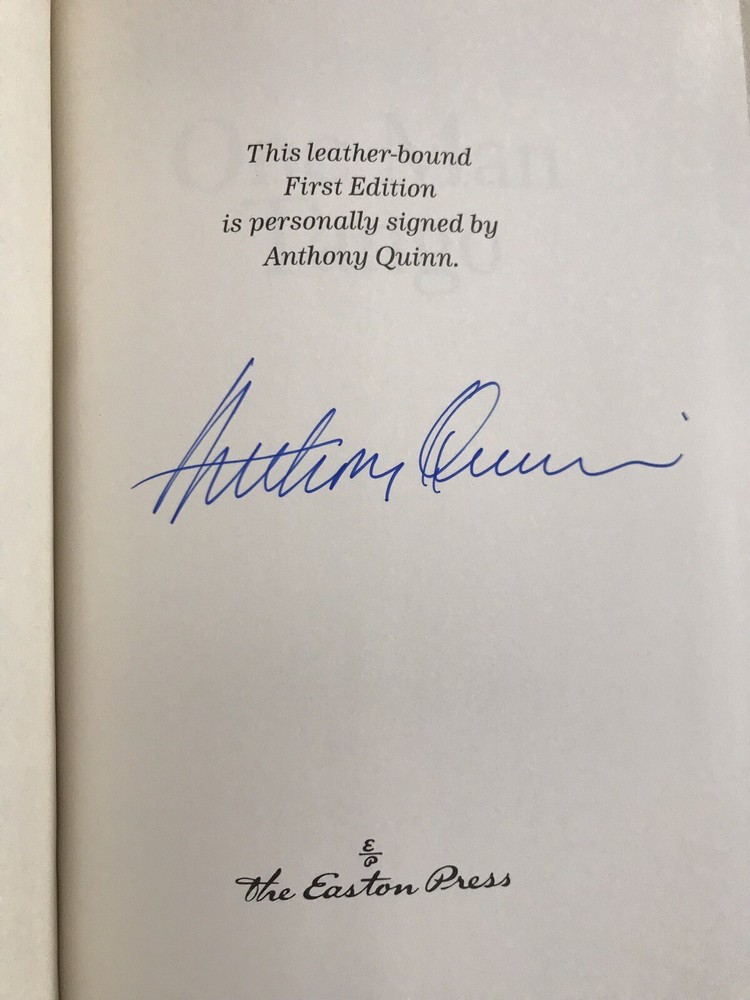 This leather-bound
First Edition
is personally signed by
Anthony Quinn.
Anthony Quinn
E
P
The Easton Press